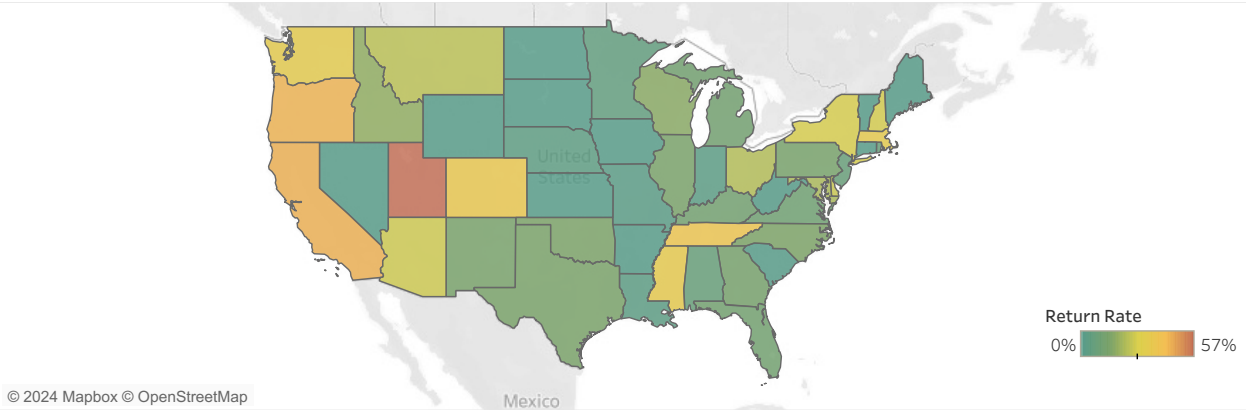 United
States
Return Rate
0% 57%
© 2024 Mapbox © OpenStreetMap
Mexico